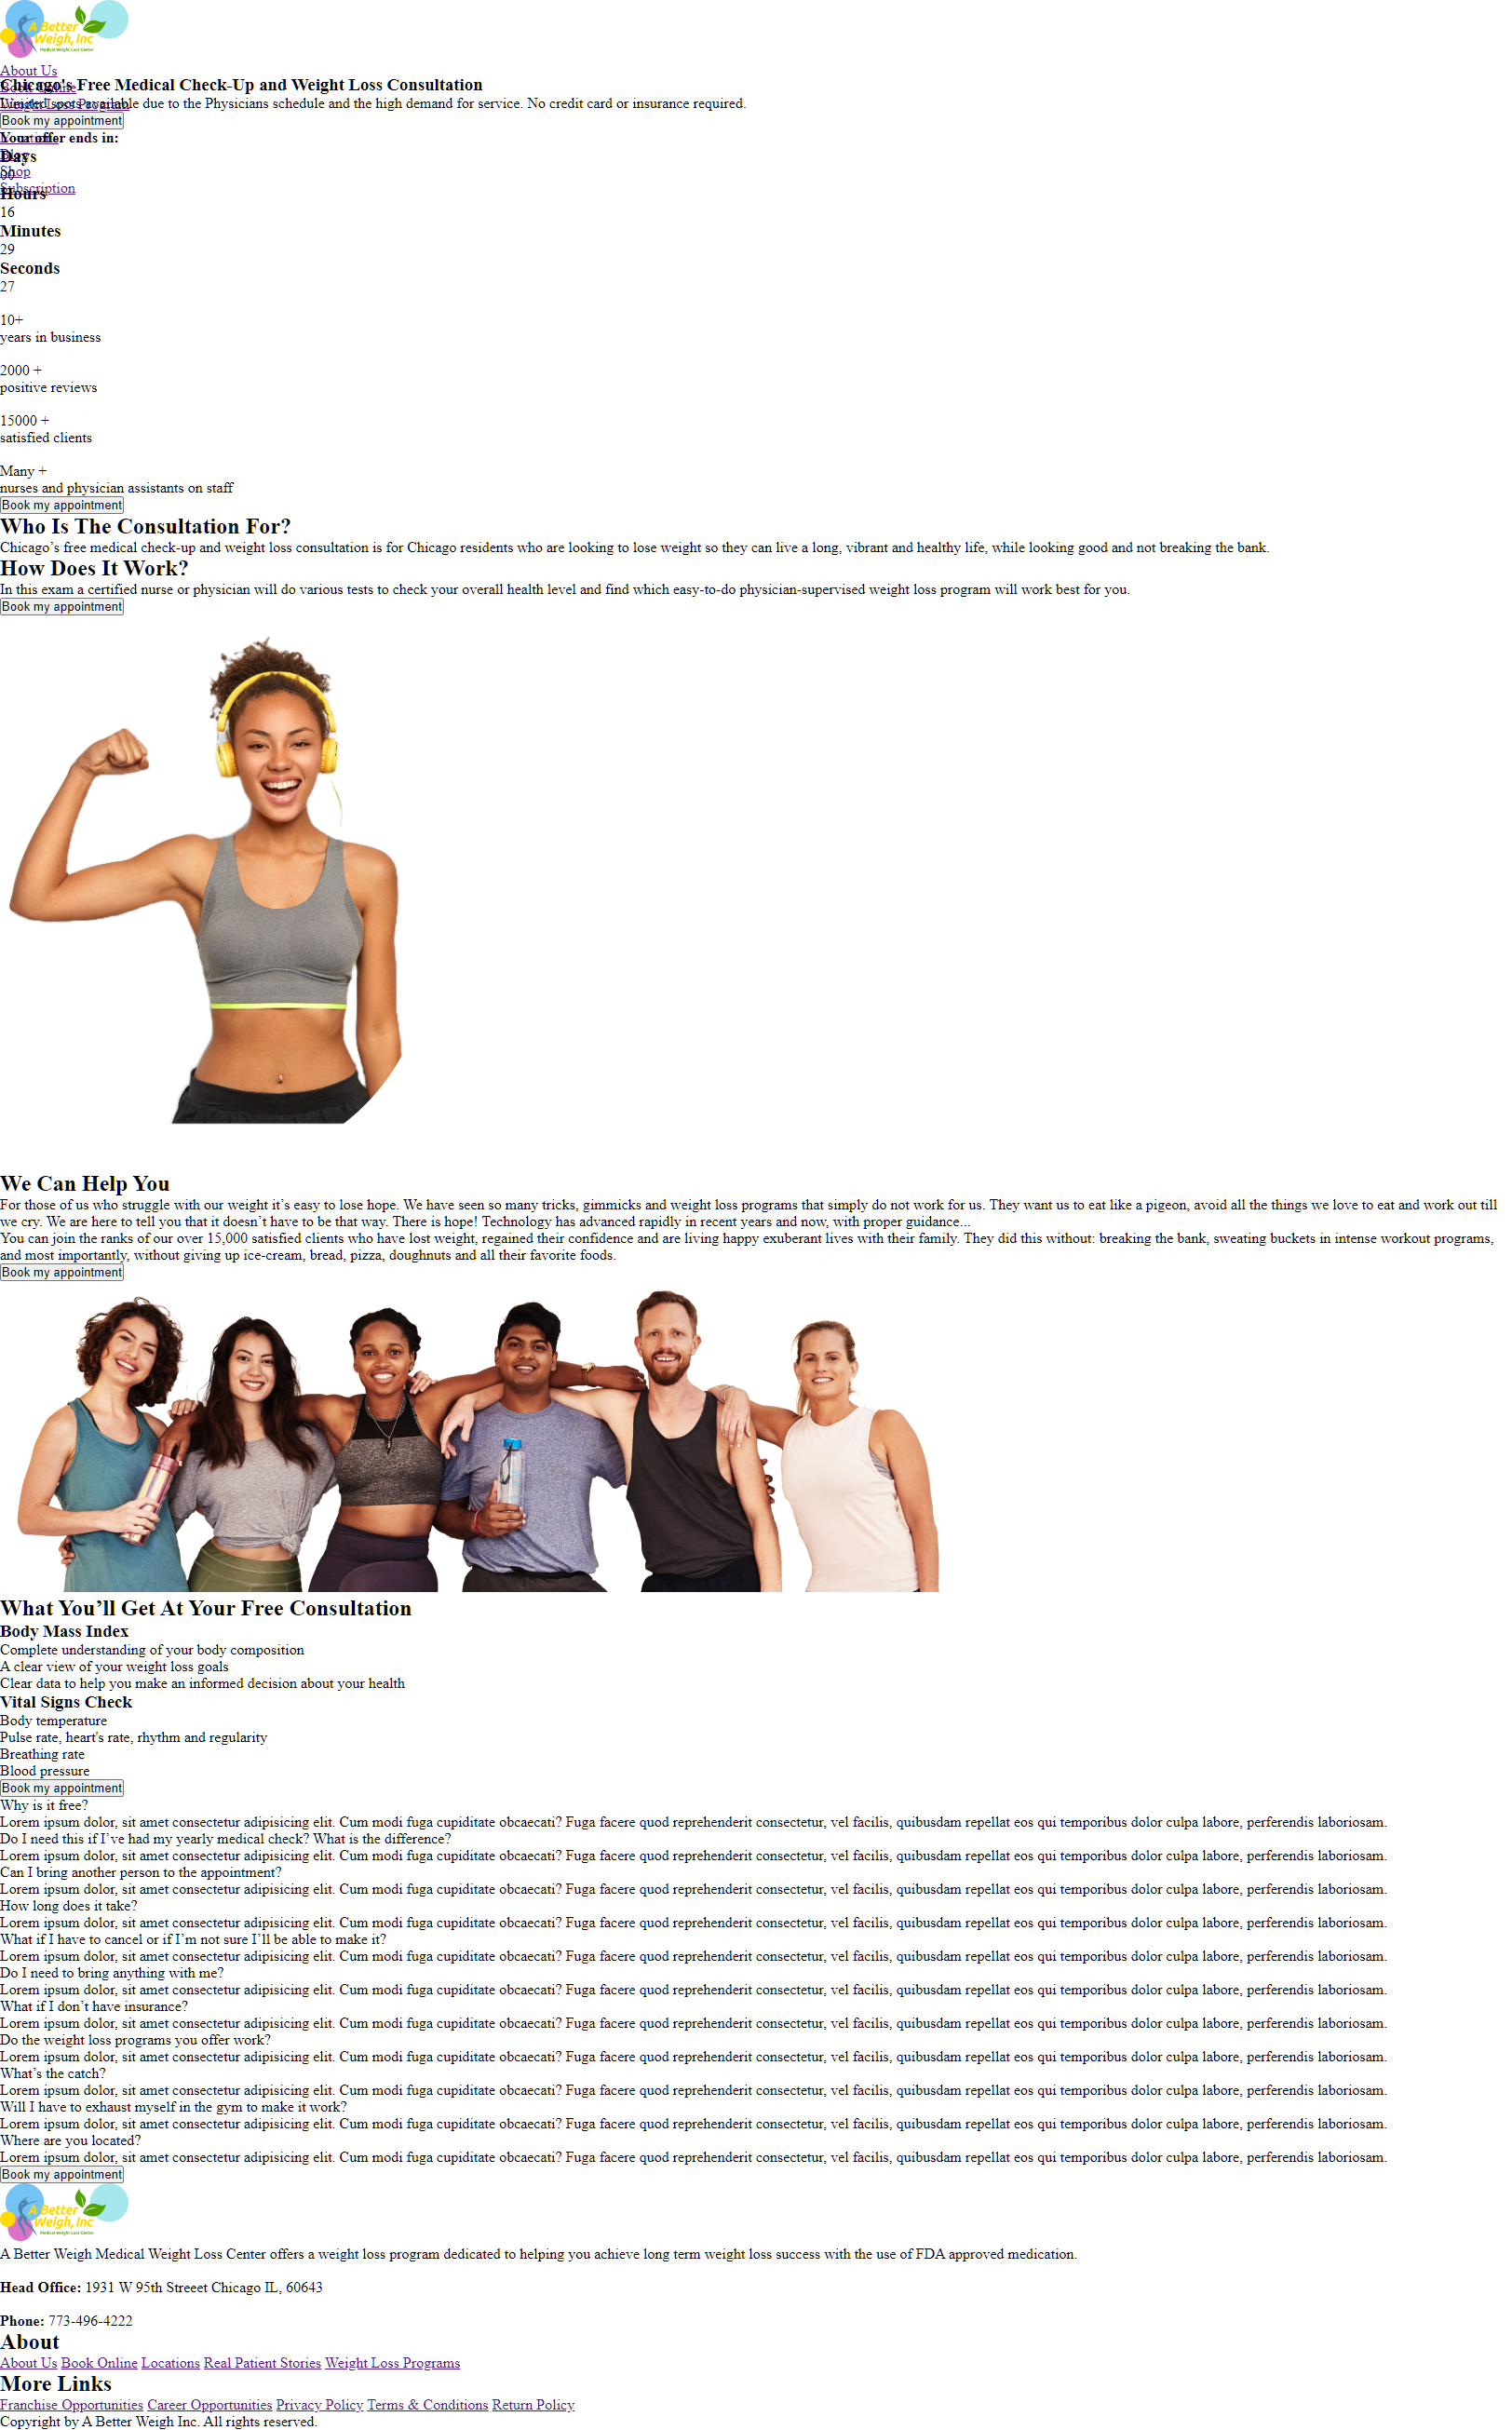 A Better
Weigh, Inc
Medical Weight Loss Center
About Us
Chicago's Free Medical Check-Up and Weight Loss Consultation
Book Online
Limited spots available due to the Physicians schedule and the high demand for service. No credit card or insurance required.
Weight Loss Program
Book my appointment
Your offer ends in:
Days
00
Shop
Subscription
Hours
16
Minutes
29
Seconds
27
10+
years in business
2000 +
positive reviews
15000 +
satisfied clients
Many +
nurses and physician assistants on staff
Book my appointment
Who Is The Consultation For?
Chicago’s free medical check-up and weight loss consultation is for Chicago residents who are looking to lose weight so they can live a long, vibrant and healthy life, while looking good and not breaking the bank.
How Does It Work?
In this exam a certified nurse or physician will do various tests to check your overall health level and find which easy-to-do physician-supervised weight loss program will work best for you.
Book my appointment
We Can Help You
For those of us who struggle with our weight it’s easy to lose hope. We have seen so many tricks, gimmicks and weight loss programs that simply do not work for us. They want us to eat like a pigeon, avoid all the things we love to eat and work out till
we cry. We are here to tell you that it doesn’t have to be that way. There is hope! Technology has advanced rapidly in recent years and now, with proper guidance...
You can join the ranks of our over 15,000 satisfied clients who have lost weight, regained their confidence and are living happy exuberant lives with their family. They did this without: breaking the bank, sweating buckets in intense workout programs,
and most importantly, without giving up ice-cream, bread, pizza, doughnuts and all their favorite foods.
Book my appointment
What You’ll Get At Your Free Consultation
Body Mass Index
Complete understanding of your body composition
A clear view of your weight loss goals
Clear data to help you make an informed decision about your health
Vital Signs Check
Body temperature
Pulse rate, heart's rate, rhythm and regularity
Breathing rate
Blood pressure
Book my appointment
Why is it free?
Lorem ipsum dolor, sit amet consectetur adipisicing elit. Cum modi fuga cupiditate obcaecati? Fuga facere quod reprehenderit consectetur, vel facilis, quibusdam repellat eos qui temporibus dolor culpa labore, perferendis laboriosam.
Do I need this if I’ve had my yearly medical check? What is the difference?
Lorem ipsum dolor, sit amet consectetur adipisicing elit. Cum modi fuga cupiditate obcaecati? Fuga facere quod reprehenderit consectetur, vel facilis, quibusdam repellat eos qui temporibus dolor culpa labore, perferendis laboriosam.
Can I bring another person to the appointment?
Lorem ipsum dolor, sit amet consectetur adipisicing elit. Cum modi fuga cupiditate obcaecati? Fuga facere quod reprehenderit consectetur, vel facilis, quibusdam repellat eos qui temporibus dolor culpa labore, perferendis laboriosam.
How long does it take?
Lorem ipsum dolor, sit amet consectetur adipisicing elit. Cum modi fuga cupiditate obcaecati? Fuga facere quod reprehenderit consectetur, vel facilis, quibusdam repellat eos qui temporibus dolor culpa labore, perferendis laboriosam.
What if I have to cancel or if I’m not sure I’ll be able to make it?
Lorem ipsum dolor, sit amet consectetur adipisicing elit. Cum modi fuga cupiditate obcaecati? Fuga facere quod reprehenderit consectetur, vel facilis, quibusdam repellat eos qui temporibus dolor culpa labore, perferendis laboriosam.
Do I need to bring anything with me?
Lorem ipsum dolor, sit amet consectetur adipisicing elit. Cum modi fuga cupiditate obcaecati? Fuga facere quod reprehenderit consectetur, vel facilis, quibusdam repellat eos qui temporibus dolor culpa labore, perferendis laboriosam.
What if I don’t have insurance?
Lorem ipsum dolor, sit amet consectetur adipisicing elit. Cum modi fuga cupiditate obcaecati? Fuga facere quod reprehenderit consectetur, vel facilis, quibusdam repellat eos qui temporibus dolor culpa labore, perferendis laboriosam.
Do the weight loss programs you offer work?
Lorem ipsum dolor, sit amet consectetur adipisicing elit. Cum modi fuga cupiditate obcaecati? Fuga facere quod reprehenderit consectetur, vel facilis, quibusdam repellat eos qui temporibus dolor culpa labore, perferendis laboriosam.
What’s the catch?
Lorem ipsum dolor, sit amet consectetur adipisicing elit. Cum modi fuga cupiditate obcaecati? Fuga facere quod reprehenderit consectetur, vel facilis, quibusdam repellat eos qui temporibus dolor culpa labore, perferendis laboriosam.
Will I have to exhaust myself in the gym to make it work?
Lorem ipsum dolor, sit amet consectetur adipisicing elit. Cum modi fuga cupiditate obcaecati? Fuga facere quod reprehenderit consectetur, vel facilis, quibusdam repellat eos qui temporibus dolor culpa labore, perferendis laboriosam.
Where are you located?
Lorem ipsum dolor, sit amet consectetur adipisicing elit. Cum modi fuga cupiditate obcaecati? Fuga facere quod reprehenderit consectetur, vel facilis, quibusdam repellat eos qui temporibus dolor culpa labore, perferendis laboriosam.
Book my appointment
A Better
Weigh, Inc
Medical Weight Loss Center
A Better Weigh Medical Weight Loss Center offers a weight loss program dedicated to helping you achieve long term weight loss success with the use of FDA approved medication.
Head Office: 1931 W 95th Streeet Chicago IL, 60643
Phone: 773-496-4222
About
About Us Book Online Locations Real Patient Stories Weight Loss Programs
More Links
Franchise Opportunities Career Opportunities Privacy Policy Terms & Conditions Return Policy
Copyright by A Better Weigh Inc. All rights reserved.